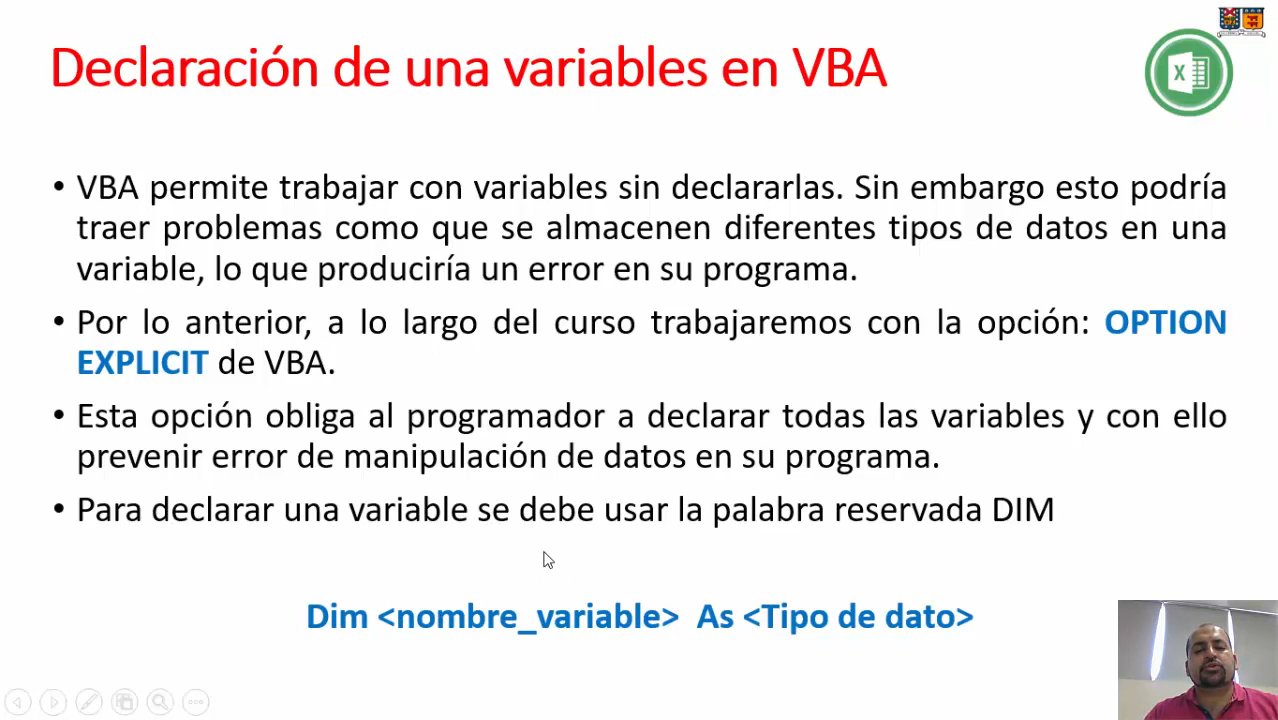 Declaración de una variables en VBA
• VBA permite trabajar con variables sin declararlas. Sin embargo esto podría
traer problemas como que se almacenen diferentes tipos de datos en una
variable, lo que produciría un error en su programa.
• Por lo anterior, a lo largo del curso trabajaremos con la opción: OPTION
EXPLICIT de VBA.
• Esta opción obliga al programador a declarar todas las variables y con ello
prevenir error de manipulación de datos en su programa.
• Para declarar una variable se debe usar la palabra reservada DIM
Dim <nombre_variable> As <Tipo de dato>
X